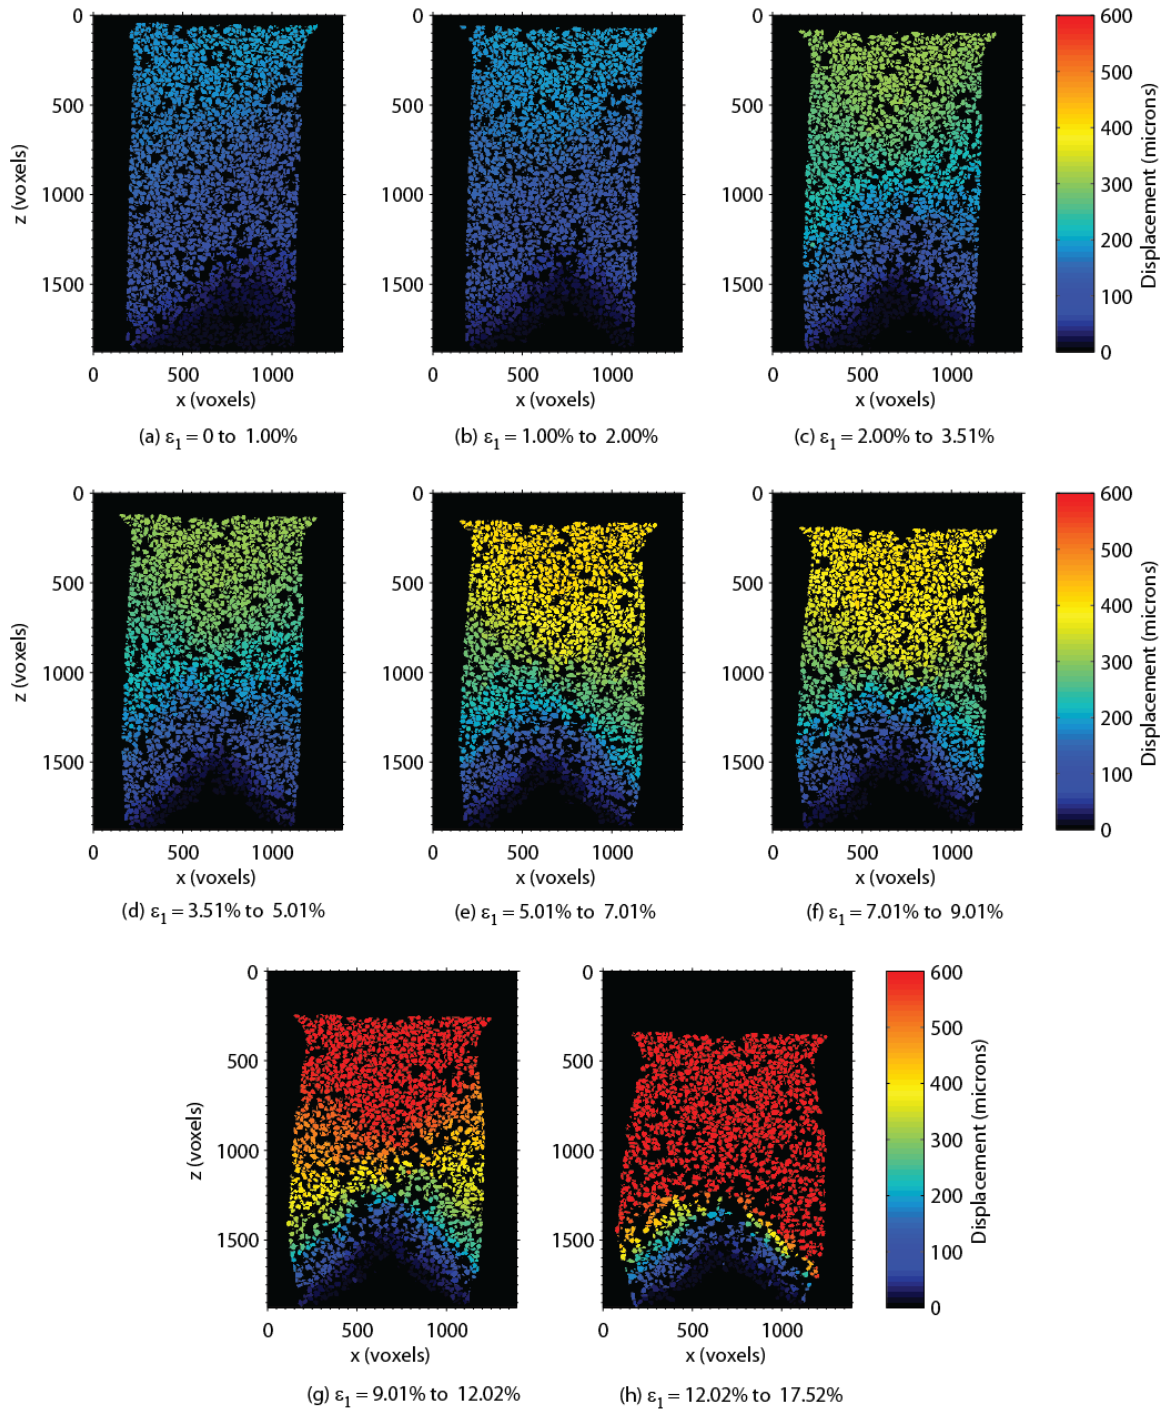 0
500
1000
1500
z (voxels)
0 500 1000
x (voxels)
(a) ε1 = 0 to 1.00%
0
500
1000
1500
0 500 1000
x (voxels)
(b) ε1 = 1.00% to 2.00%
0
500
1000
1500
0 500 1000
x (voxels)
(c) ε1 = 2.00% to 3.51%
600
500
400
300
200
100
0
Displacement (microns)
0
500
1000
1500
z (voxels)
0 500 1000
x (voxels)
(d) ε1 = 3.51% to 5.01%
0
500
1000
1500
0 500 1000
x (voxels)
(e) ε1 = 5.01% to 7.01%
0
500
1000
1500
0 500 1000
x (voxels)
(f) ε1 = 7.01% to 9.01%
600
500
400
300
200
100
0
Displacement (microns)
0
500
1000
1500
z (voxels)
0 500 1000
x (voxels)
(g) ε1 = 9.01% to 12.02%
0
500
1000
1500
0 500 1000
x (voxels)
(h) ε1 = 12.02% to 17.52%
600
500
400
300
200
100
0
Displacement (microns)